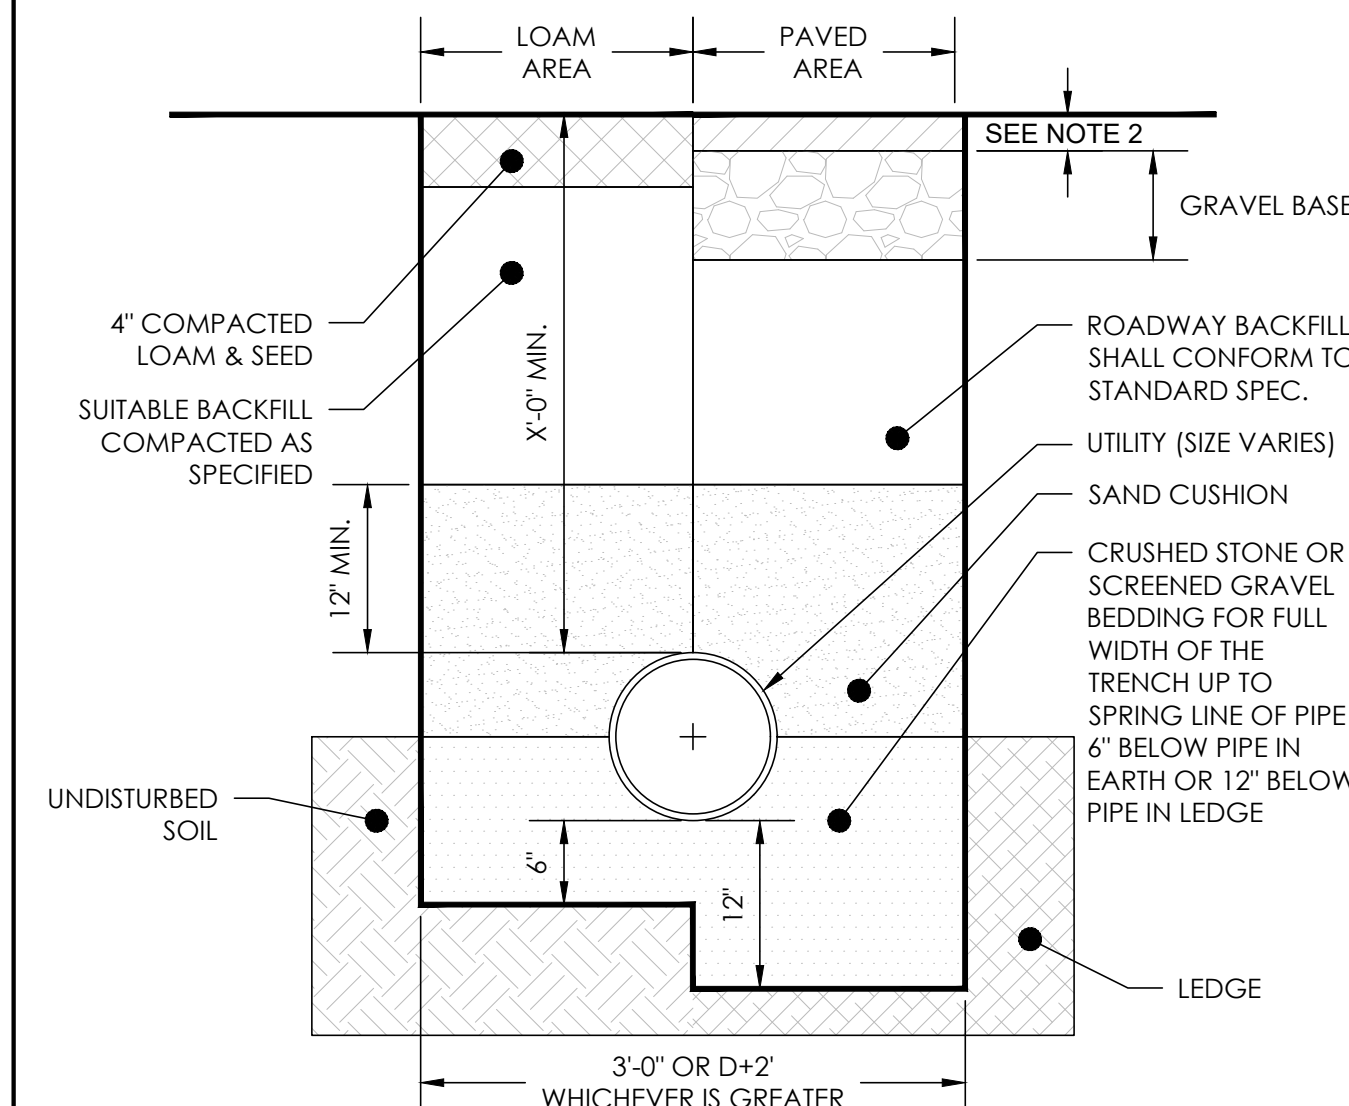 LOAM
AREA
PAVED
AREA
SEE NOTE 2
GRAVEL BASE
4" COMPACTED
LOAM & SEED
SUITABLE BACKFILL
COMPACTED AS
SPECIFIED
X'-0" MIN.
12" MIN.
ROADWAY BACKFILL
SHALL CONFORM TO
STANDARD SPEC.
UTILITY (SIZE VARIES)
SAND CUSHION
CRUSHED STONE OR
SCREENED GRAVEL
BEDDING FOR FULL
WIDTH OF THE
TRENCH UP TO
SPRING LINE OF PIPE
6" BELOW PIPE IN
EARTH OR 12" BELOW
PIPE IN LEDGE
UNDISTURBED
SOIL
6"
12"
LEDGE
3'-0" OR D+2'
WHICHEVER IS GREATER